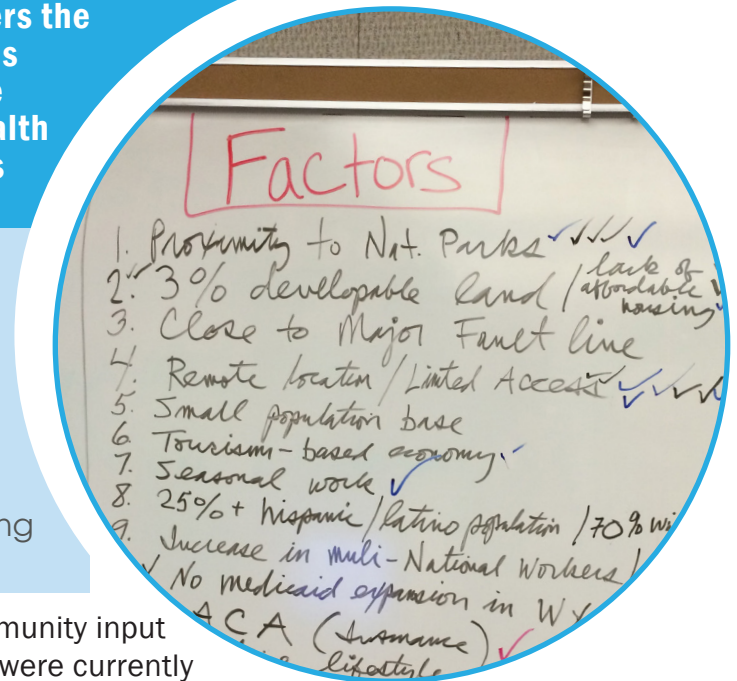 ers the
s
e
alth
s
ng
munity input
were currently
Factors
1. Proximity to Nat. Parks ✓✓✓✓
2. ✓ 3% developable land / lack of affordable housing
3. Close to Major Fault line
4. Remote location / Limited Access ✓✓✓✓✓
5. Small population base
6. Tourism-based economy ✓
7. Seasonal work ✓
8. 25%+ hispanic/latino population / 70%
9. Increase in muli-National workers /
No medicaid expansion in WY
ACA (Insurance) ✓
lifestyle